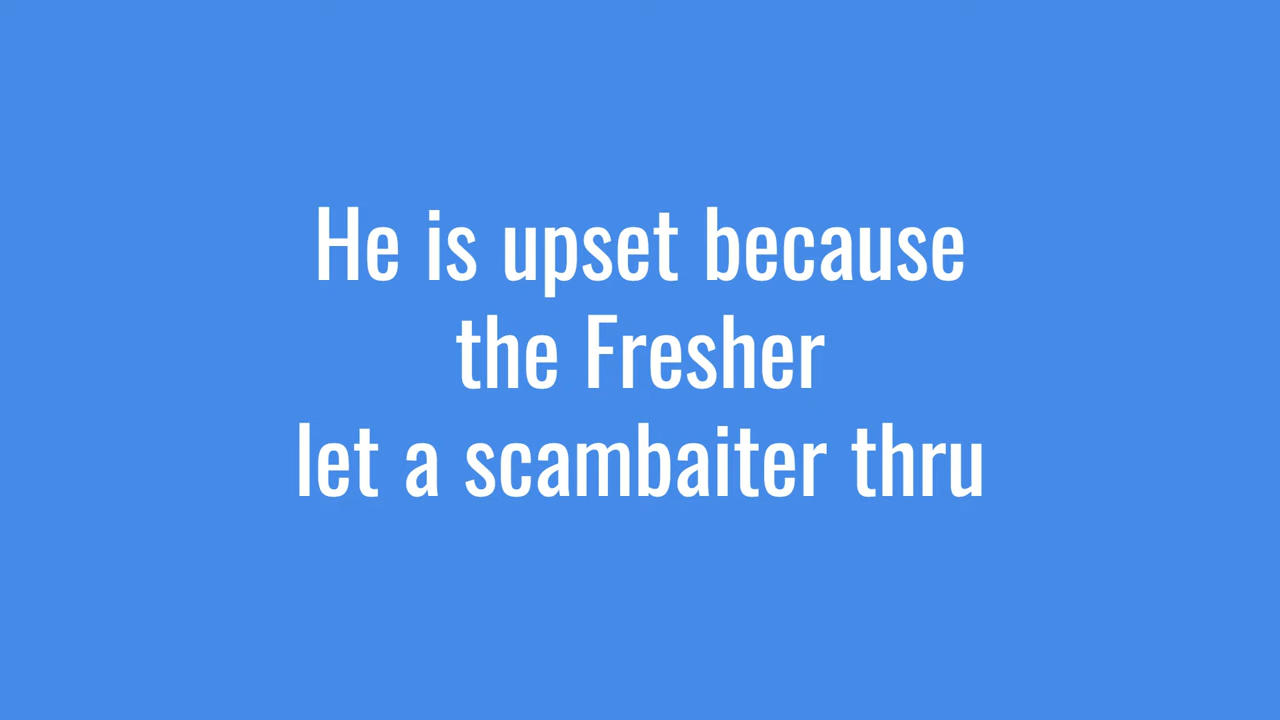 He is upset because
the Fresher
let a scambaiter thru